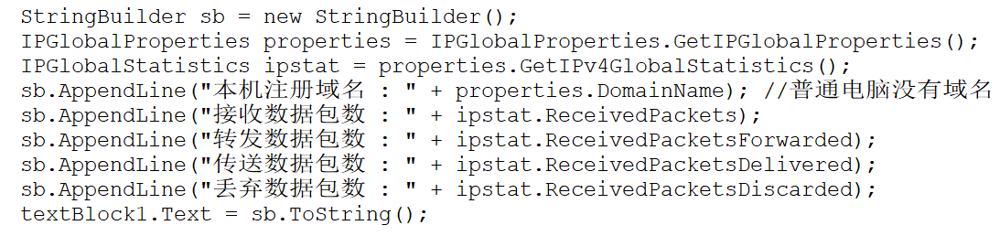 StringBuilder sb = new StringBuilder();
IPGlobalProperties properties = IPGlobalProperties.GetIPGlobalProperties();
IPGlobalStatistics ipstat = properties.GetIPv4GlobalStatistics();
sb.AppendLine("本机注册域名 : " + properties.DomainName); //普通电脑没有域名
sb.AppendLine("接收数据包数 : " + ipstat.ReceivedPackets);
sb.AppendLine("转发数据包数 : " + ipstat.ReceivedPacketsForwarded);
sb.AppendLine("传送数据包数 : " + ipstat.ReceivedPacketsDelivered);
sb.AppendLine("丢弃数据包数 : " + ipstat.ReceivedPacketsDiscarded);
textBlock1.Text = sb.ToString();